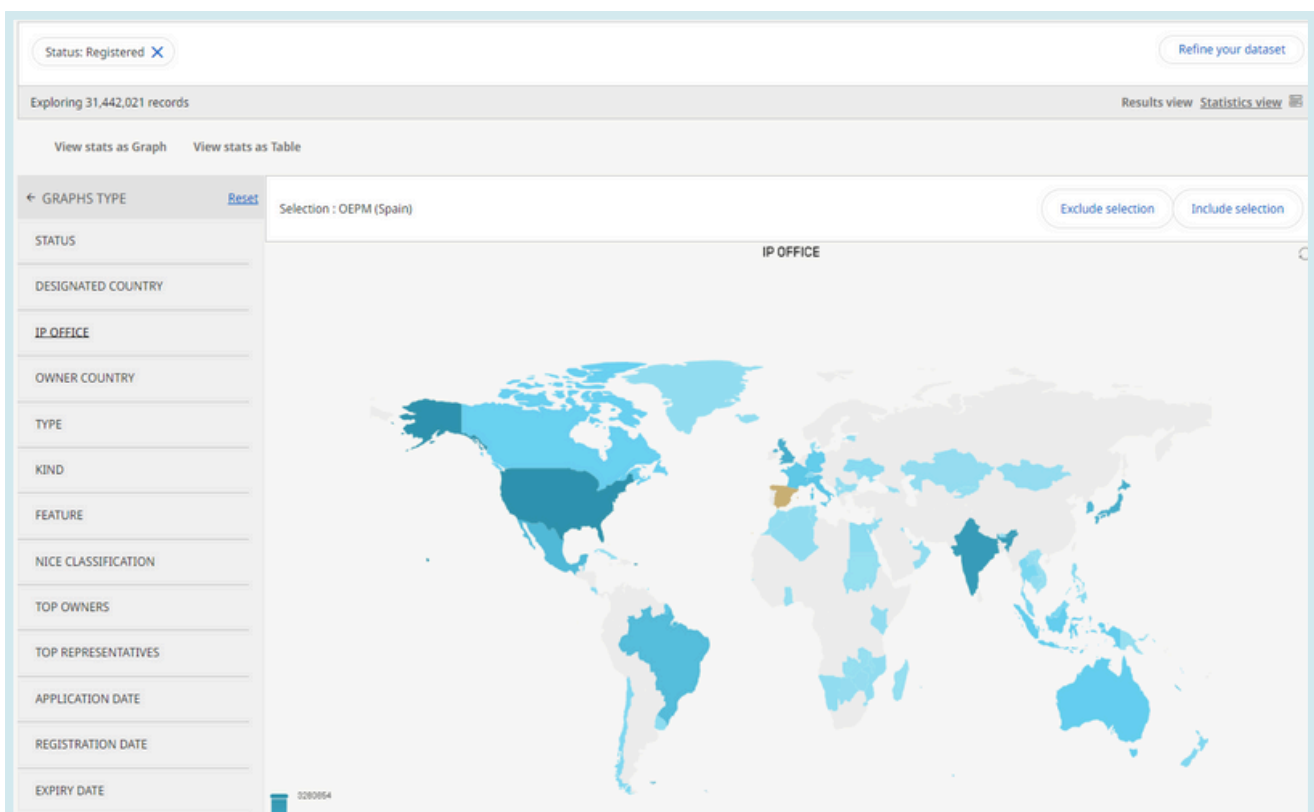 Status: Registered
Refine your dataset
Exploring 31,442,021 records
Results view Statistics view
View stats as Graph View stats as Table
GRAPHS TYPE Reset
Selection : OEPM (Spain)
Exclude selection Include selection
STATUS
IP OFFICE
DESIGNATED COUNTRY
IP OFFICE
OWNER COUNTRY
TYPE
KIND
FEATURE
NICE CLASSIFICATION
TOP OWNERS
TOP REPRESENTATIVES
APPLICATION DATE
REGISTRATION DATE
EXPIRY DATE